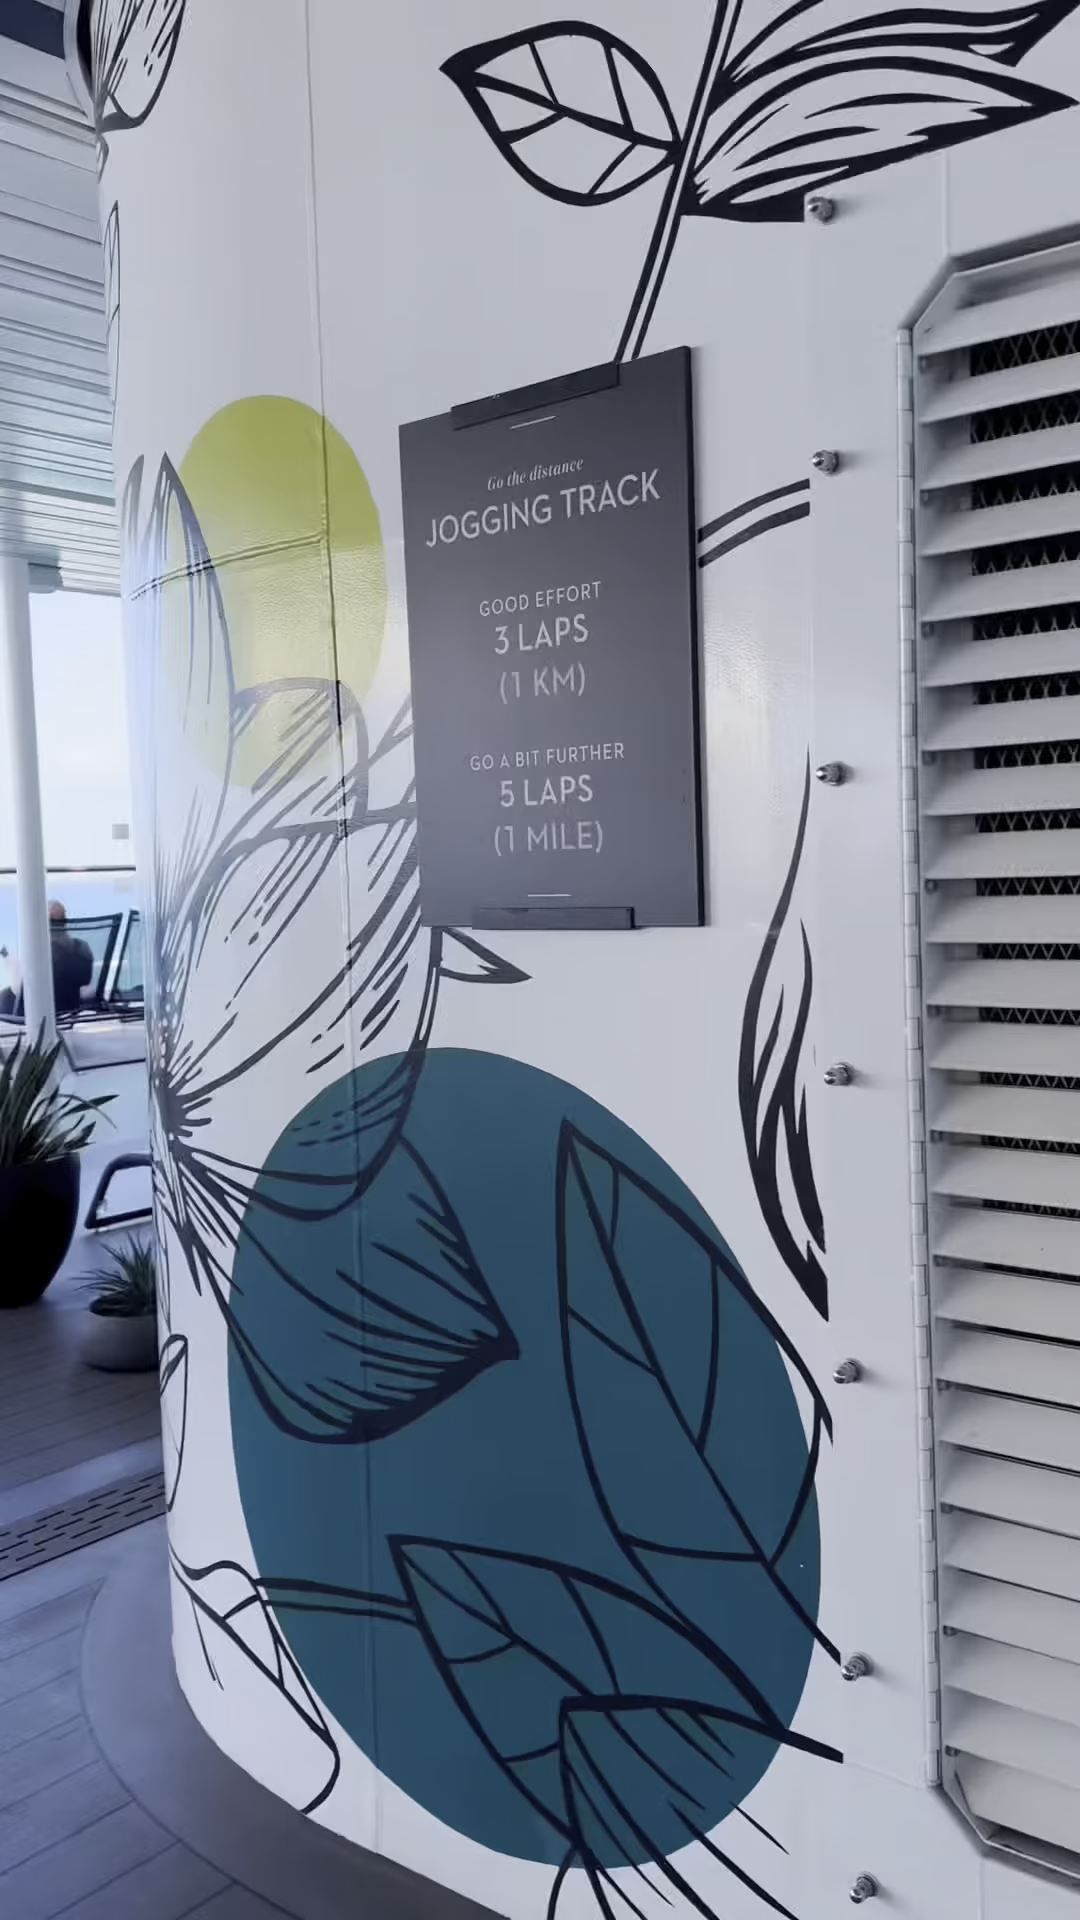 Go the distance
JOGGING TRACK
GOOD EFFORT
3 LAPS
(1 KM)
GO A BIT FURTHER
5 LAPS
(1 MILE)